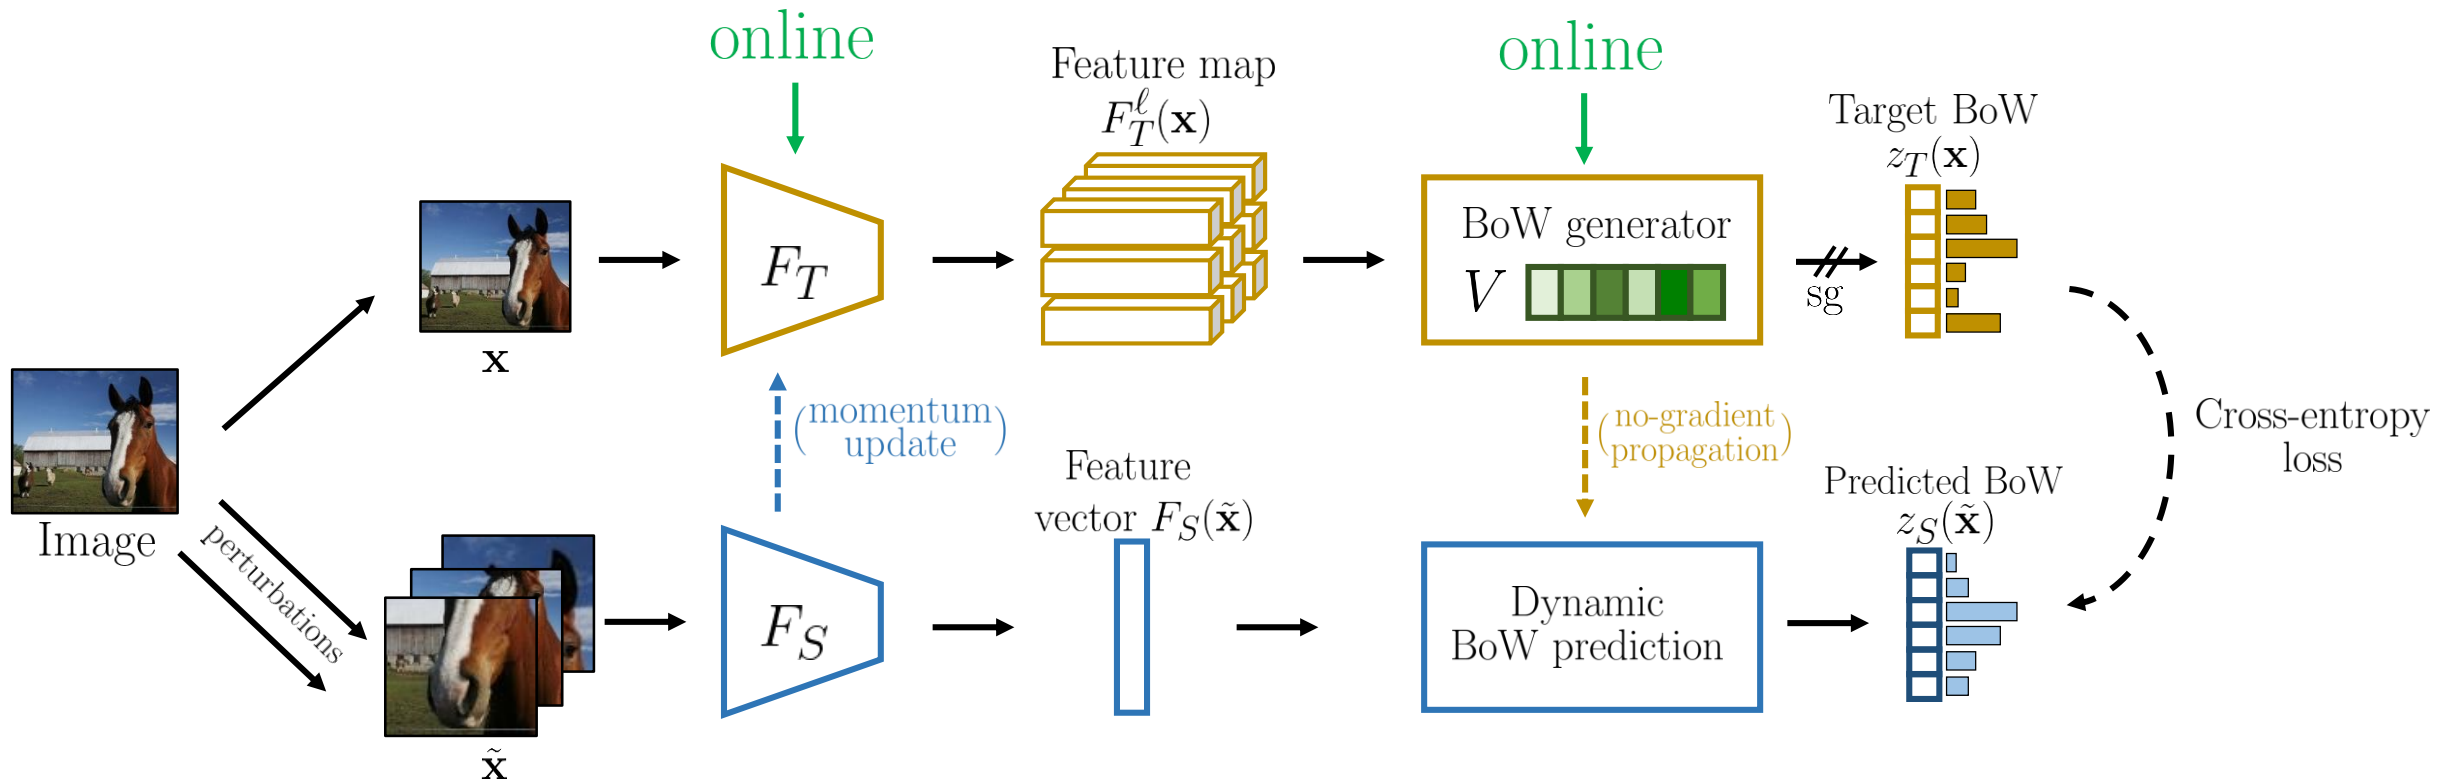 online
online
Feature map
F_T^ℓ(x)
Target BoW
z_T(x)
F_T
BoW generator
V
sg
x
(momentum
update)
(no-gradient
propagation)
Cross-entropy
loss
Image
perturbations
Feature
vector F_S(x̃)
Predicted BoW
z_S(x̃)
F_S
Dynamic
BoW prediction
x̃